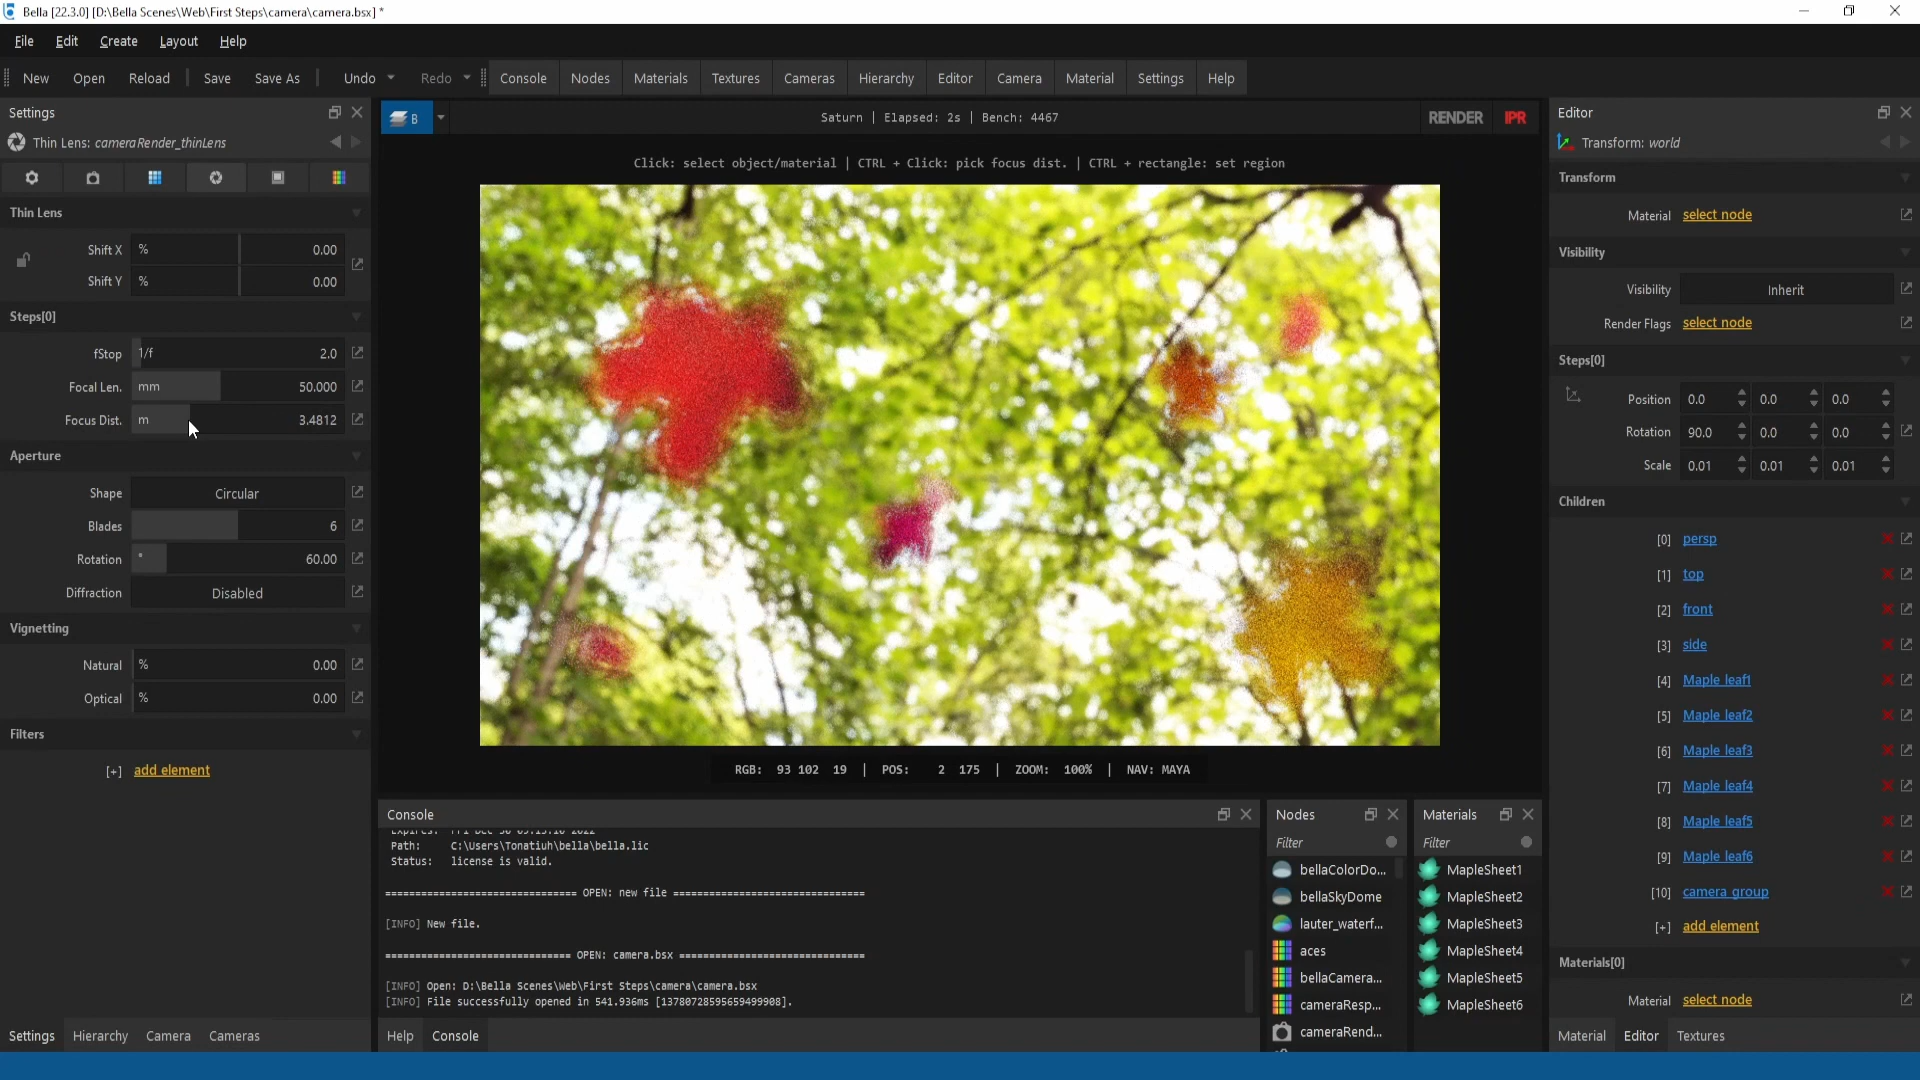 Bella [22.3.0] [D:\Bella Scenes\Web\First Steps\camera\camera.bsx] *
File Edit Create Layout Help
New Open Reload Save Save As Undo Redo Console Nodes Materials Textures Cameras Hierarchy Editor Camera Material Settings Help
Settings
Thin Lens: cameraRender_thinLens
Thin Lens
Shift X % 0.00
Shift Y % 0.00
Steps[0]
fStop 1/f 2.0
Focal Len. mm 50.000
Focus Dist. m 3.4812
Aperture
Shape Circular
Blades 6
Rotation ° 60.00
Diffraction Disabled
Vignetting
Natural % 0.00
Optical % 0.00
Filters
[+] add element
Settings Hierarchy Camera Cameras
B
Saturn | Elapsed: 2s | Bench: 4467
RENDER IPR
Click: select object/material | CTRL + Click: pick focus dist. | CTRL + rectangle: set region
RGB: 93 102 19 | POS: 2 175 | ZOOM: 100% | NAV: MAYA
Console
Path: C:\Users\Tonatiuh\bella\bella.lic
Status: license is valid.
=============================== OPEN: new file ===============================
[INFO] New file.
============================== OPEN: camera.bsx ==============================
[INFO] Open: D:\Bella Scenes\Web\First Steps\camera\camera.bsx
[INFO] File successfully opened in 541.936ms [13780728595659499908].
Help Console
Nodes
Filter
bellaColorDo...
bellaSkyDome
lauter_waterf...
aces
bellaCamera...
cameraResp...
cameraRend...
Materials
Filter
MapleSheet1
MapleSheet2
MapleSheet3
MapleSheet4
MapleSheet5
MapleSheet6
Editor
Transform: world
Transform
Material select node
Visibility
Visibility Inherit
Render Flags select node
Steps[0]
Position 0.0 0.0 0.0
Rotation 90.0 0.0 0.0
Scale 0.01 0.01 0.01
Children
[0] persp
[1] top
[2] front
[3] side
[4] Maple leaf1
[5] Maple leaf2
[6] Maple leaf3
[7] Maple leaf4
[8] Maple leaf5
[9] Maple leaf6
[10] camera group
[+] add element
Materials[0]
Material select node
Material Editor Textures